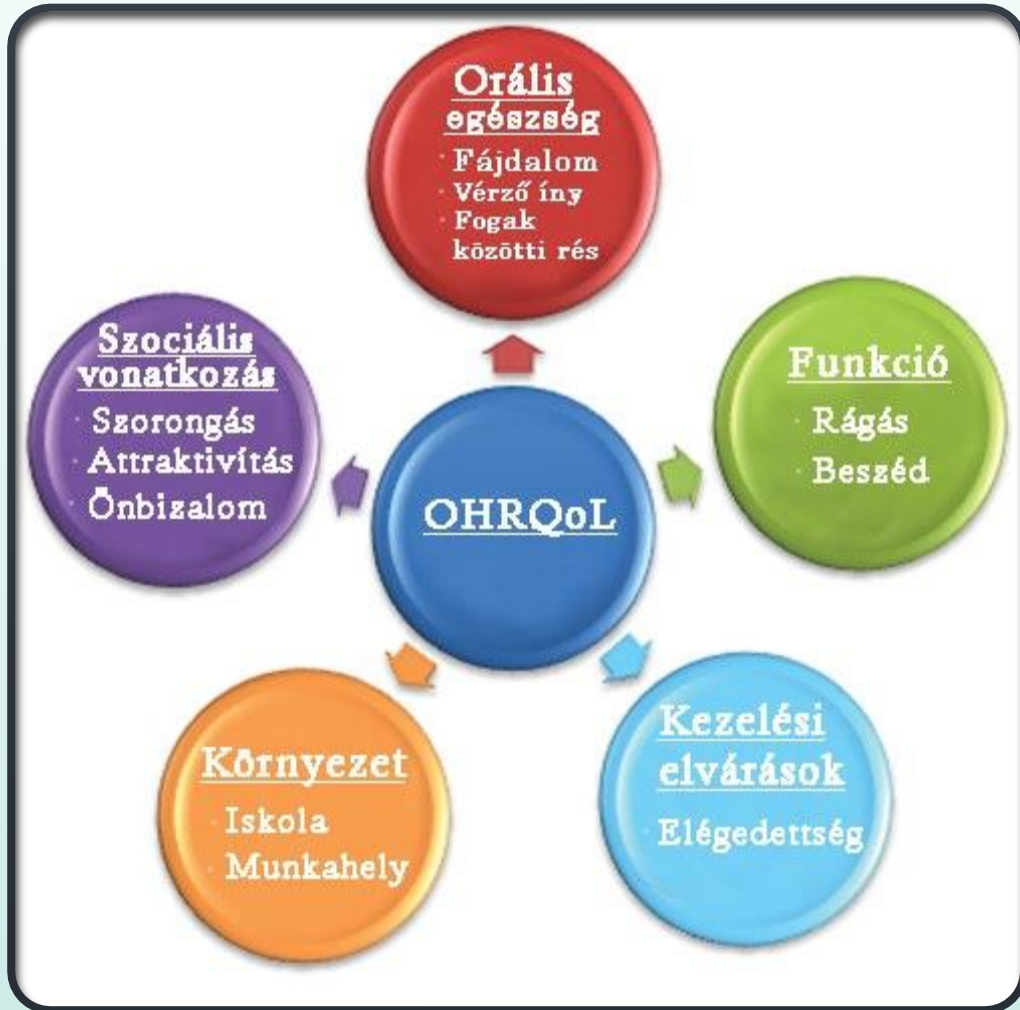 Orális
egészség
· Fájdalom
· Vérző íny
· Fogak
közötti rés
Szociális
vonatkozás
· Szorongás
· Attraktivítás
· Önbizalom
Funkció
· Rágás
· Beszéd
OHRQoL
Környezet
· Iskola
· Munkahely
Kezelési
elvárások
· Elégedettség